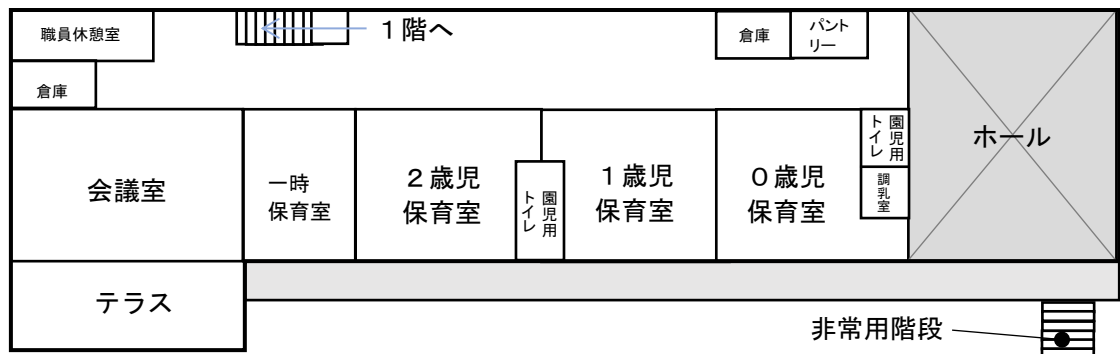 職員休憩室
１階へ
倉庫
パント
リー
倉庫
ホール
会議室
一時
保育室
２歳児
保育室
園児用
トイレ
１歳児
保育室
０歳児
保育室
園児用
トイレ
調乳室
テラス
非常用階段